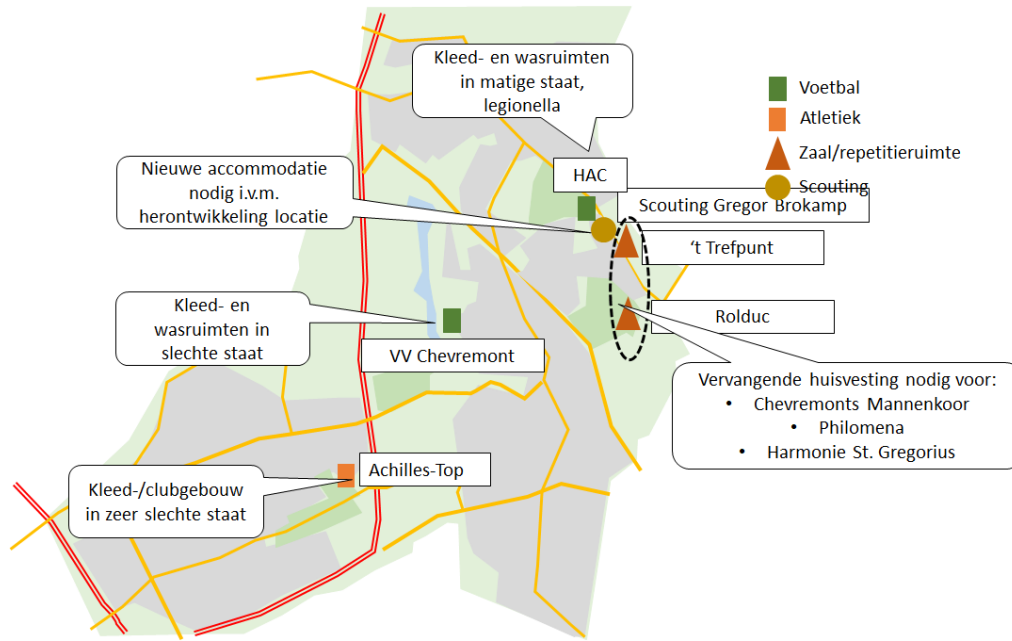 Kleed- en wasruimten
in matige staat,
legionella
Voetbal
Atletiek
Zaal/repetitieruimte
Scouting
Nieuwe accommodatie
nodig i.v.m.
herontwikkeling locatie
HAC
Scouting Gregor Brokamp
't Trefpunt
Rolduc
Kleed- en
wasruimten in
slechte staat
VV Chevremont
Vervangende huisvesting nodig voor:
• Chevremonts Mannenkoor
• Philomena
• Harmonie St. Gregorius
Achilles-Top
Kleed-/clubgebouw
in zeer slechte staat